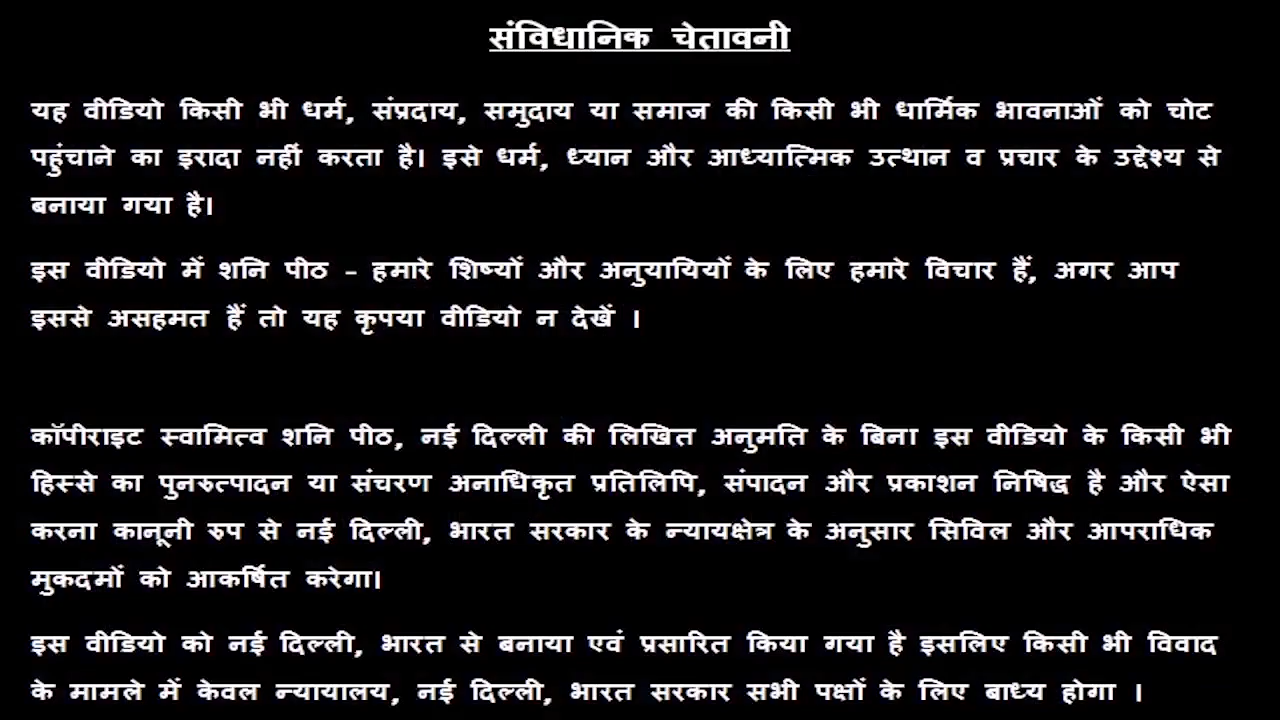 संविधानिक चेतावनी
यह वीडियो किसी भी धर्म, संप्रदाय, समुदाय या समाज की किसी भी धार्मिक भावनाओं को चोट
पहुंचाने का इरादा नहीं करता है। इसे धर्म, ध्यान और आध्यात्मिक उत्थान व प्रचार के उद्देश्य से
बनाया गया है।
इस वीडियो में शनि पीठ – हमारे शिष्यों और अनुयायियों के लिए हमारे विचार हैं, अगर आप
इससे असहमत हैं तो यह कृपया वीडियो न देखें ।
कॉपीराइट स्वामित्व शनि पीठ, नई दिल्ली की लिखित अनुमति के बिना इस वीडियो के किसी भी
हिस्से का पुनरुत्पादन या संचरण अनाधिकृत प्रतिलिपि, संपादन और प्रकाशन निषिद्ध है और ऐसा
करना कानूनी रुप से नई दिल्ली, भारत सरकार के न्यायक्षेत्र के अनुसार सिविल और आपराधिक
मुकदमों को आकर्षित करेगा।
इस वीडियो को नई दिल्ली, भारत से बनाया एवं प्रसारित किया गया है इसलिए किसी भी विवाद
के मामले में केवल न्यायालय, नई दिल्ली, भारत सरकार सभी पक्षों के लिए बाध्य होगा ।